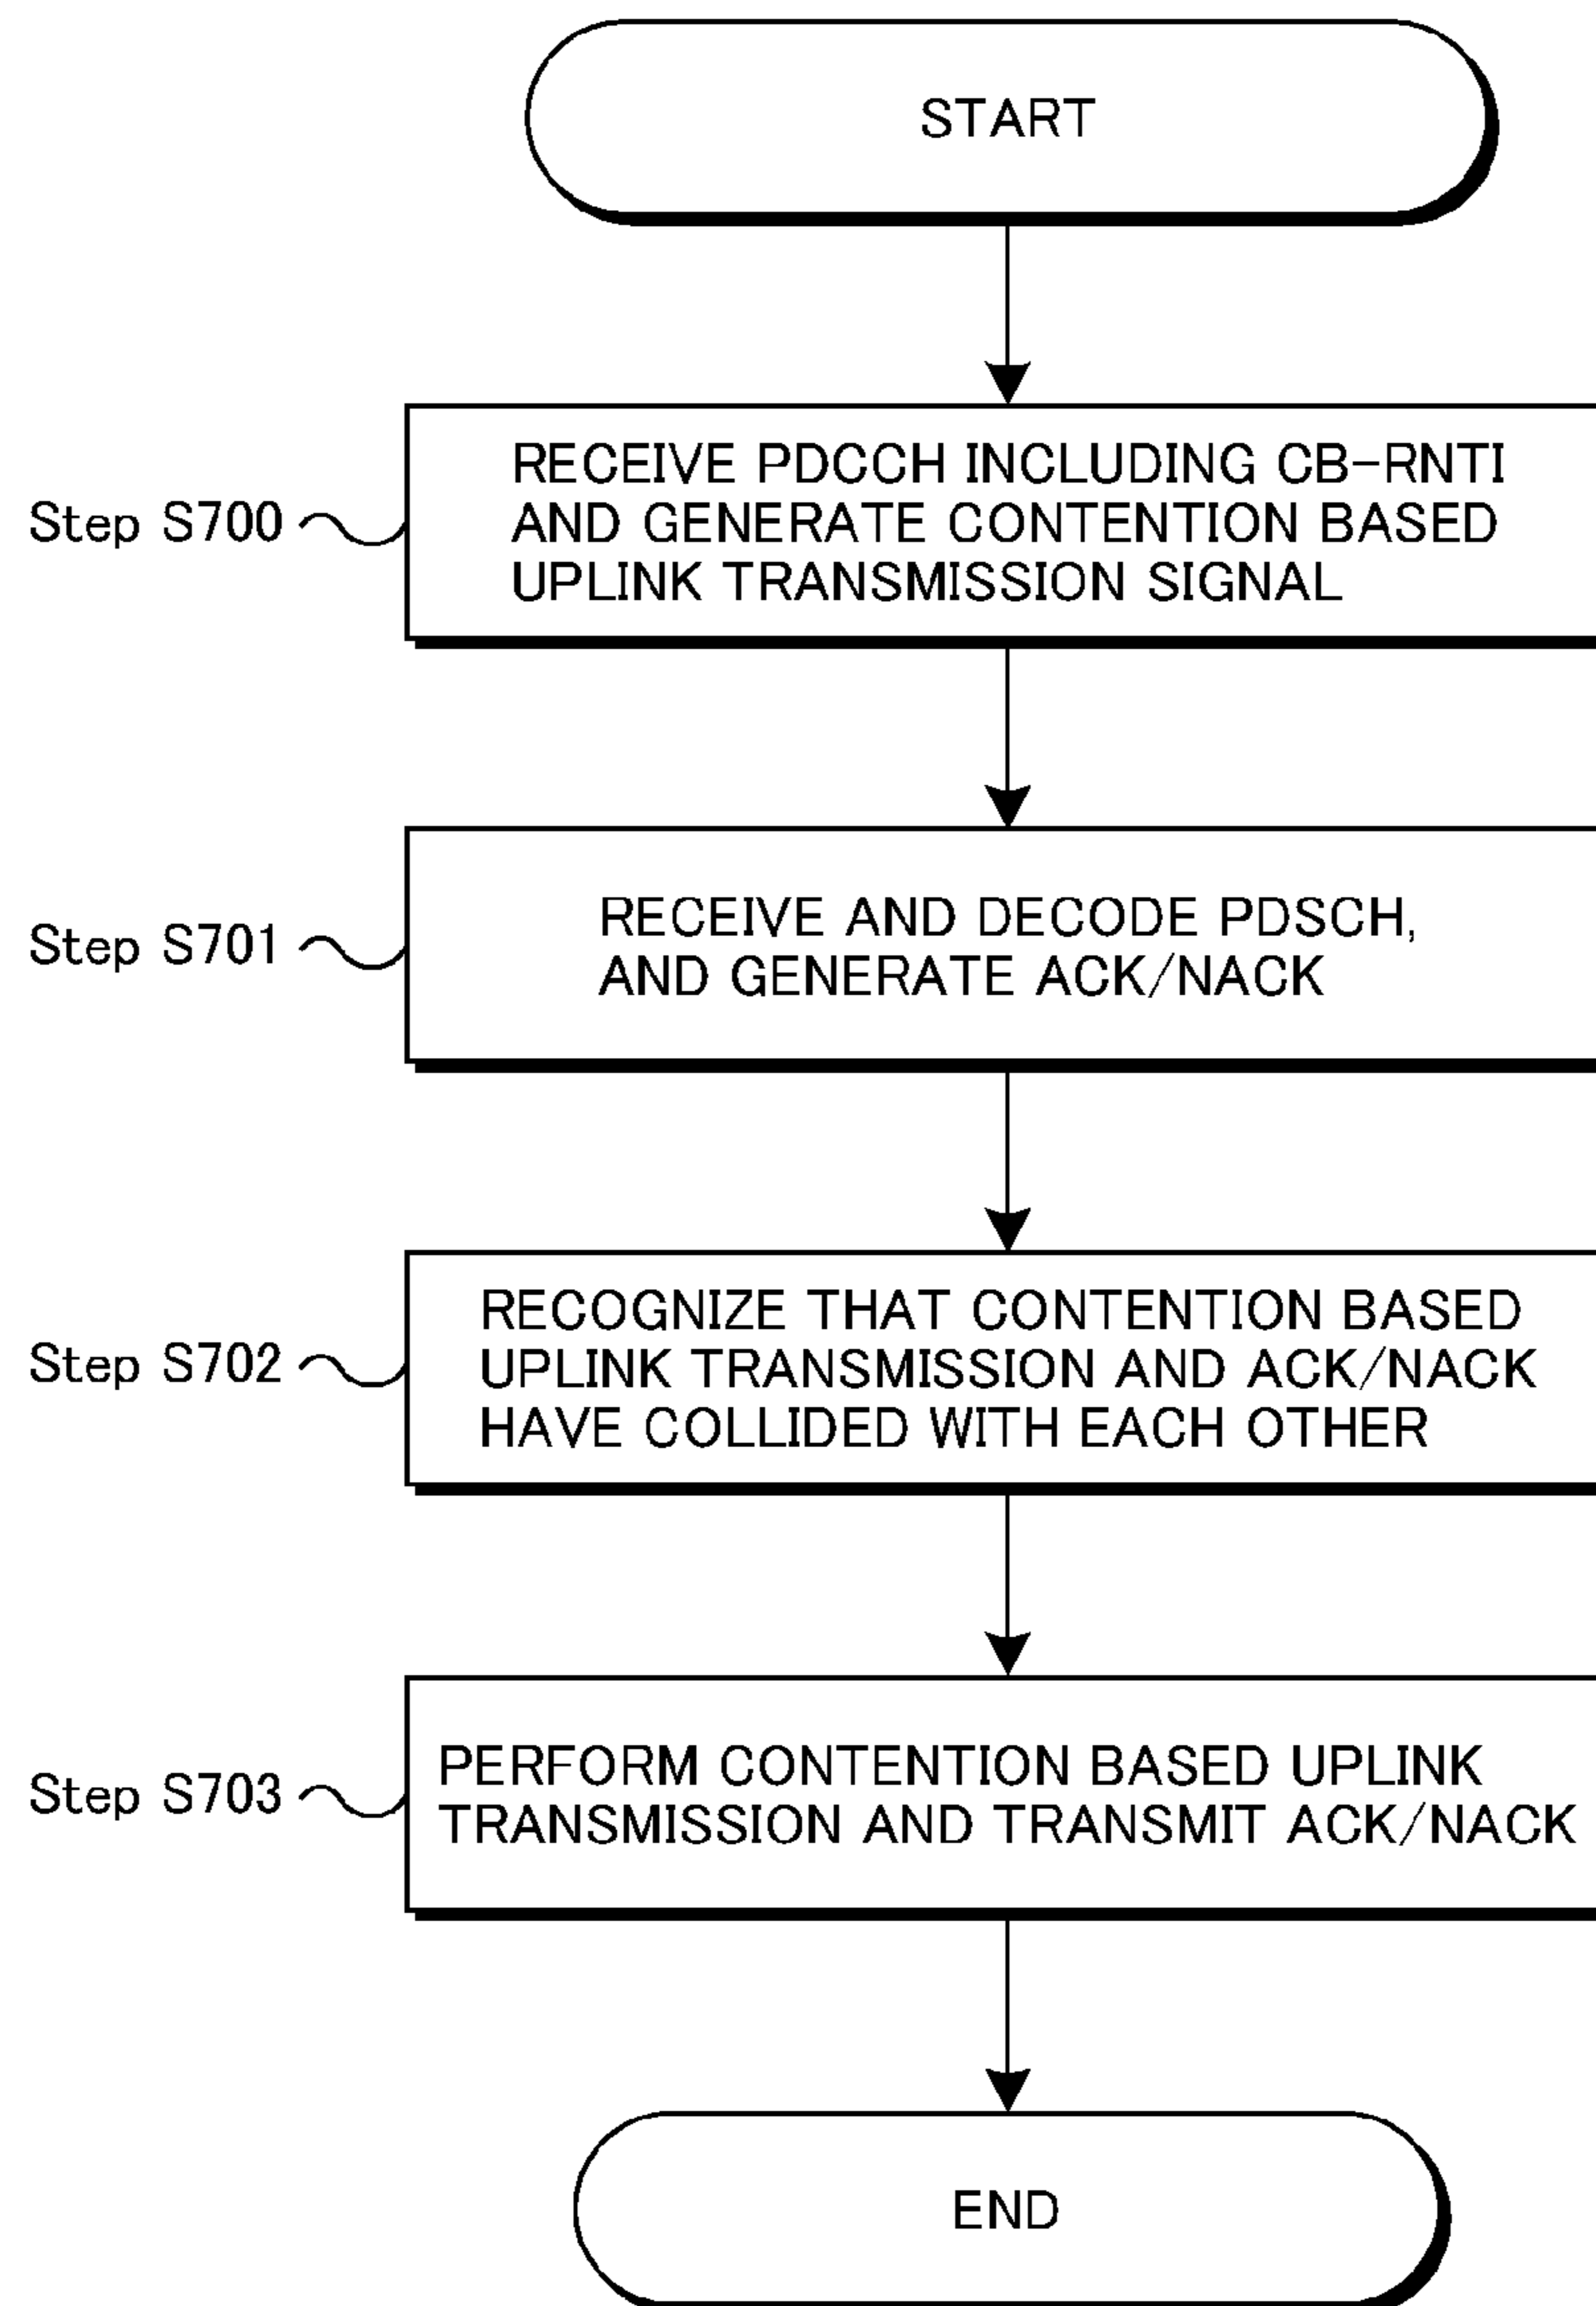 START
Step S700
RECEIVE PDCCH INCLUDING CB-RNTI
AND GENERATE CONTENTION BASED
UPLINK TRANSMISSION SIGNAL
Step S701
RECEIVE AND DECODE PDSCH,
AND GENERATE ACK/NACK
Step S702
RECOGNIZE THAT CONTENTION BASED
UPLINK TRANSMISSION AND ACK/NACK
HAVE COLLIDED WITH EACH OTHER
Step S703
PERFORM CONTENTION BASED UPLINK
TRANSMISSION AND TRANSMIT ACK/NACK
END